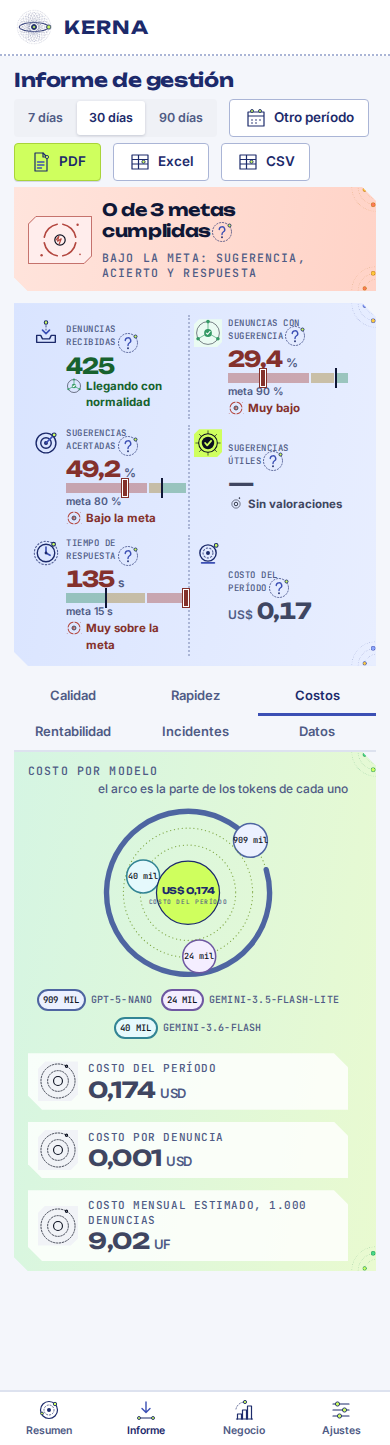 KERNA
Informe de gestión
7 días 30 días 90 días Otro período
PDF Excel CSV
0 de 3 metas
cumplidas ?
BAJO LA META: SUGERENCIA,
ACIERTO Y RESPUESTA
DENUNCIAS
RECIBIDAS ?
425
Llegando con
normalidad
DENUNCIAS CON
SUGERENCIA ?
29,4 %
meta 90 %
Muy bajo
SUGERENCIAS
ACERTADAS ?
49,2 %
meta 80 %
Bajo la meta
SUGERENCIAS
ÚTILES ?
—
Sin valoraciones
TIEMPO DE
RESPUESTA ?
135 s
meta 15 s
Muy sobre la
meta
COSTO DEL
PERÍODO ?
US$ 0,17
Calidad Rapidez Costos
Rentabilidad Incidentes Datos
COSTO POR MODELO
el arco es la parte de los tokens de cada uno
909 mil
40 mil
US$ 0,174
COSTO DEL PERÍODO
24 mil
909 MIL GPT-5-NANO 24 MIL GEMINI-3.5-FLASH-LITE
40 MIL GEMINI-3.6-FLASH
COSTO DEL PERÍODO
0,174 USD
COSTO POR DENUNCIA
0,001 USD
COSTO MENSUAL ESTIMADO, 1.000
DENUNCIAS
9,02 UF
Resumen Informe Negocio Ajustes